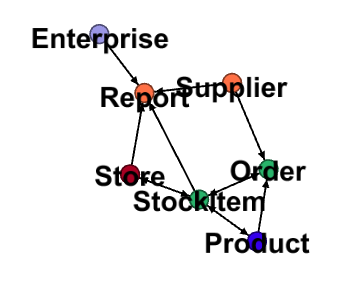 Enterprise
Supplier
Report
Order
Store
StockItem
Product